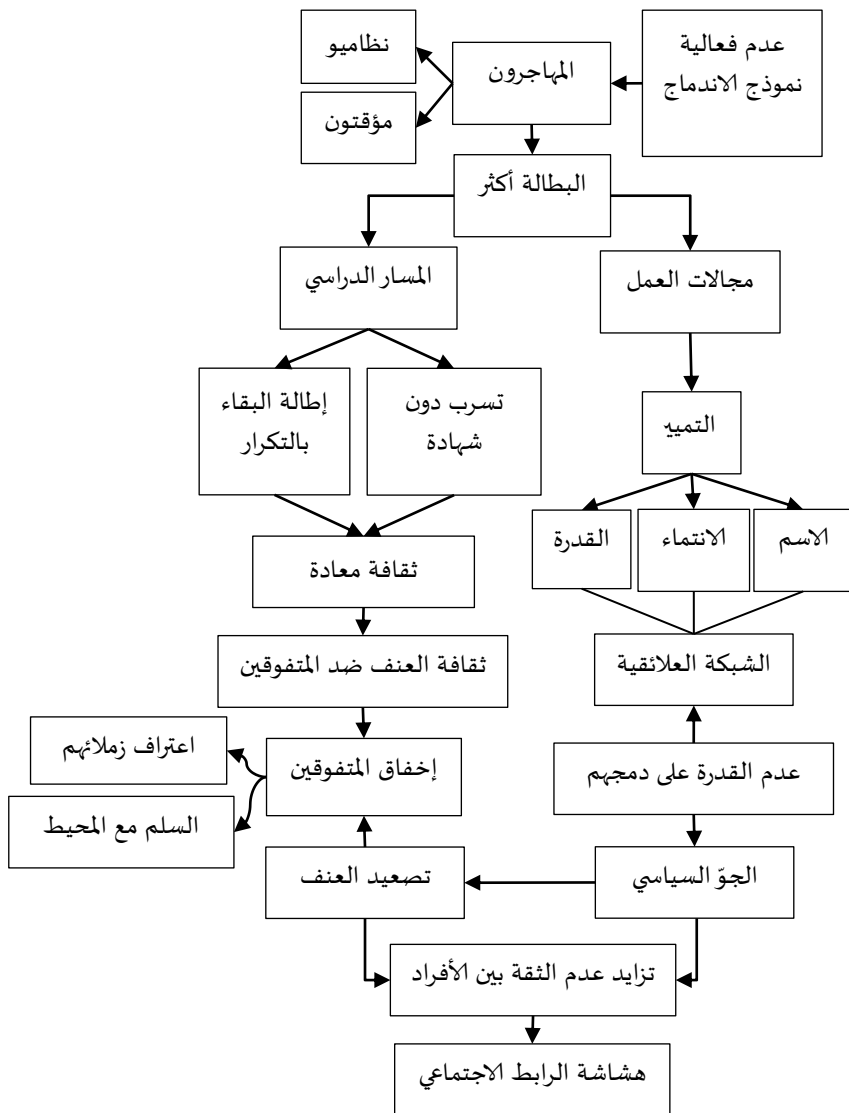 عدم فعالية
نموذج الاندماج
المهاجرون
نظاميو
مؤقتون
البطالة أكثر
مجالات العمل
المسار الدراسي
تسرب دون
شهادة
إطالة البقاء
بالتكرار
التميي
الاسم
الانتماء
القدرة
ثقافة معادة
الشبكة العلائقية
ثقافة العنف ضد المتفوقين
عدم القدرة على دمجهم
إخفاق المتفوقين
اعتراف زملائهم
السلم مع المحيط
الجوّ السياسي
تصعيد العنف
تزايد عدم الثقة بين الأفراد
هشاشة الرابط الاجتماعي